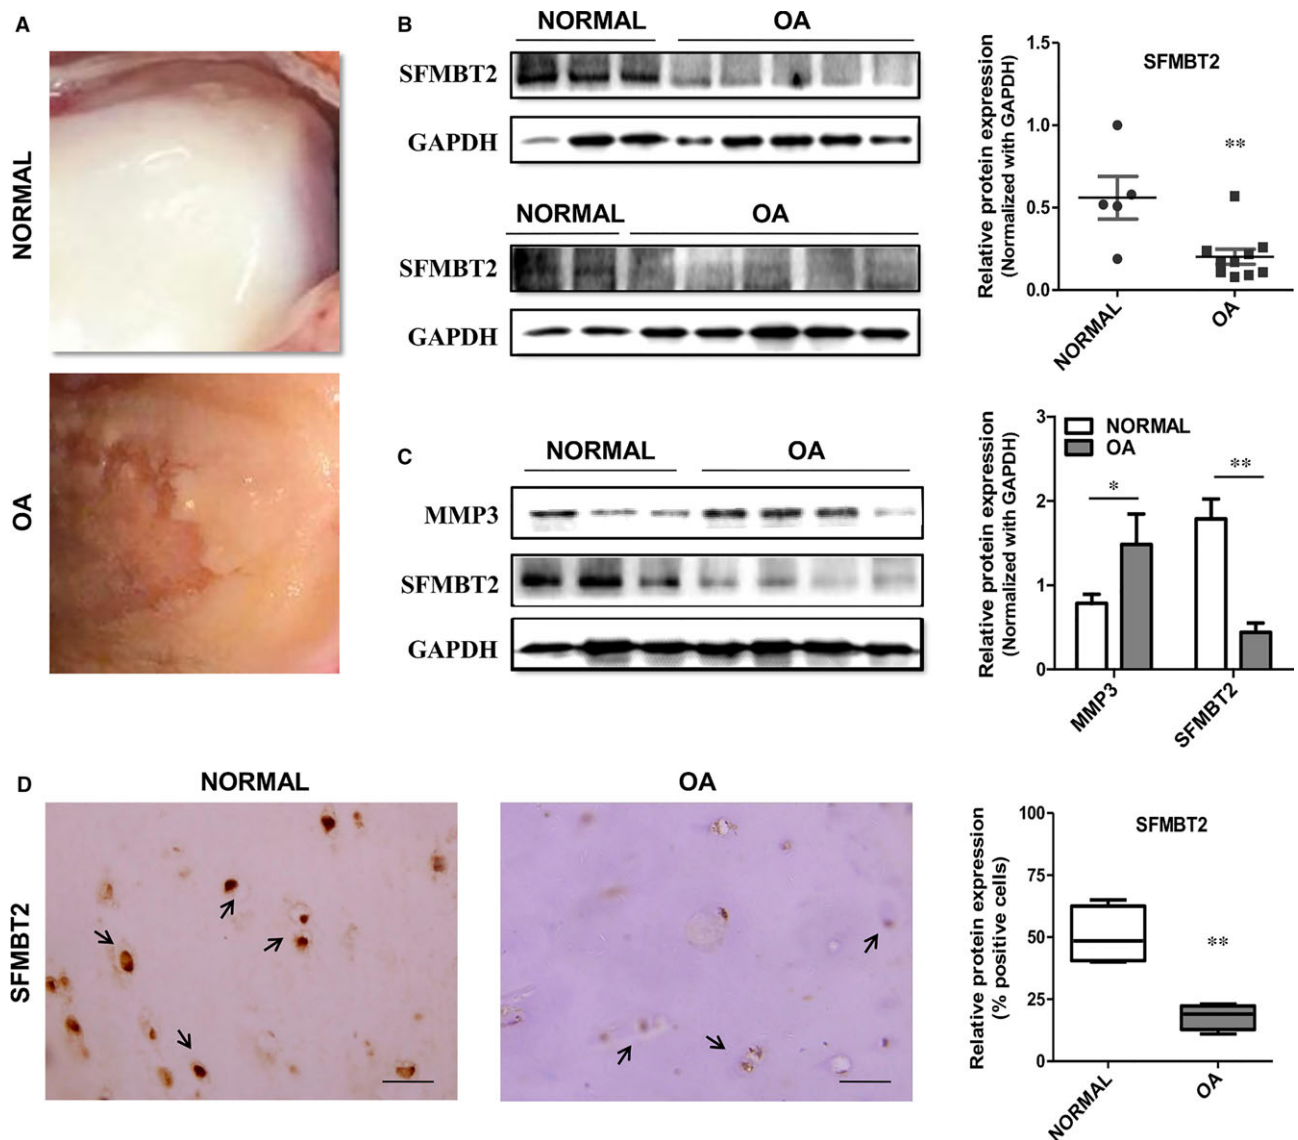 A
NORMAL
OA
B
NORMAL OA
SFMBT2
GAPDH
NORMAL OA
SFMBT2
GAPDH
Relative protein expression
(Normalized with GAPDH)
1.5
1.0
0.5
0.0
SFMBT2
**
NORMAL
OA
C
NORMAL OA
MMP3
SFMBT2
GAPDH
Relative protein expression
(Normalized with GAPDH)
3
2
1
0
NORMAL
OA
*
**
MMP3
SFMBT2
D
NORMAL OA
SFMBT2
Relative protein expression
(% positive cells)
100
75
50
25
0
SFMBT2
**
NORMAL
OA